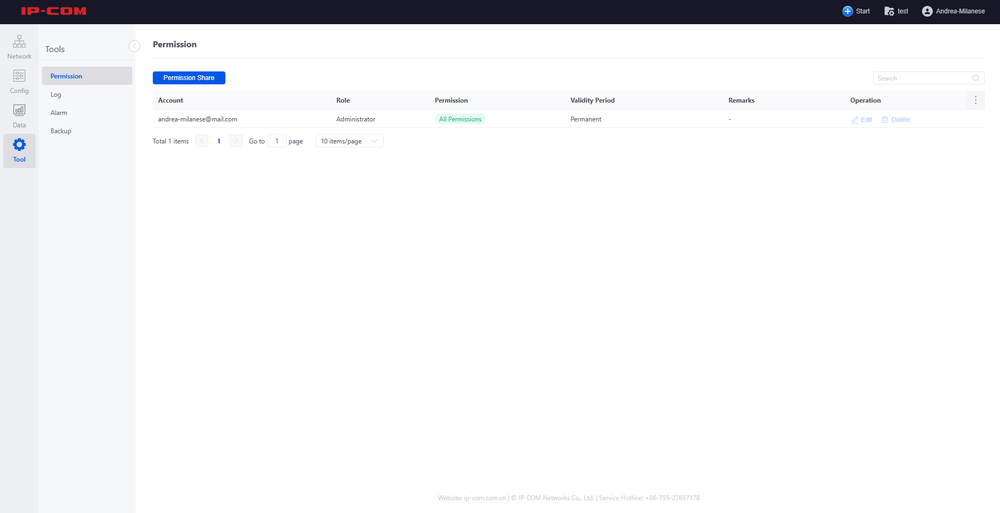 IP-COM
Start
test
Andrea-Milanese
Network
Config
Data
Tool
Tools
Permission
Log
Alarm
Backup
Permission
Permission Share
Search
Account Role Permission Validity Period Remarks Operation
andrea-milanese@mail.com Administrator All Permissions Permanent - Edit Delete
Total 1 items 1 Go to 1 page 10 items/page
Website: ip-com.com.cn | © IP-COM Networks Co., Ltd. | Service Hotline: +86-755-27657178